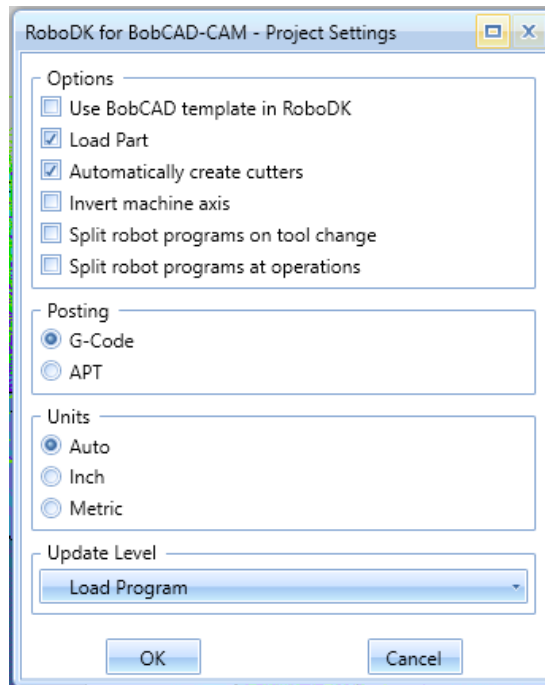 RoboDK for BobCAD-CAM - Project Settings
Options
Use BobCAD template in RoboDK
Load Part
Automatically create cutters
Invert machine axis
Split robot programs on tool change
Split robot programs at operations
Posting
G-Code
APT
Units
Auto
Inch
Metric
Update Level
Load Program
OK Cancel